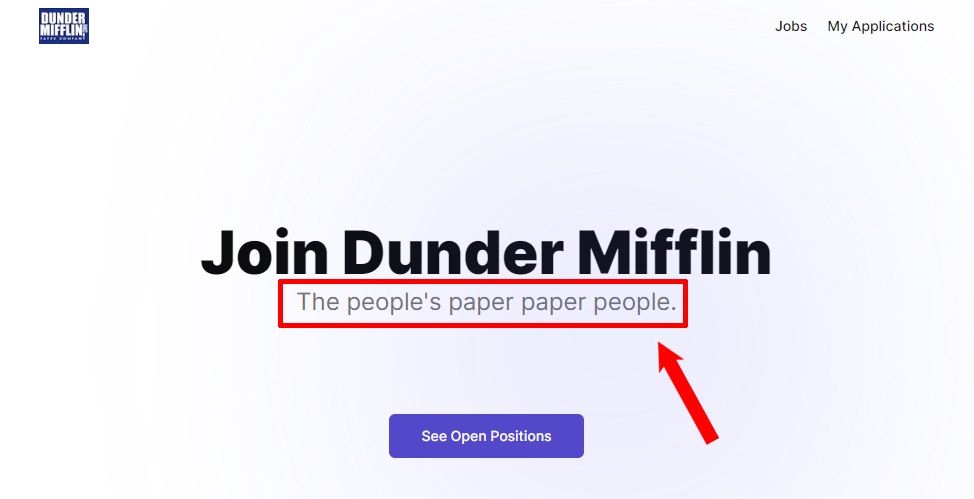 DUNDER
MIFFLIN,
PAPER COMPANY
Jobs
My Applications
Join Dunder Mifflin
The people's paper paper people.
See Open Positions